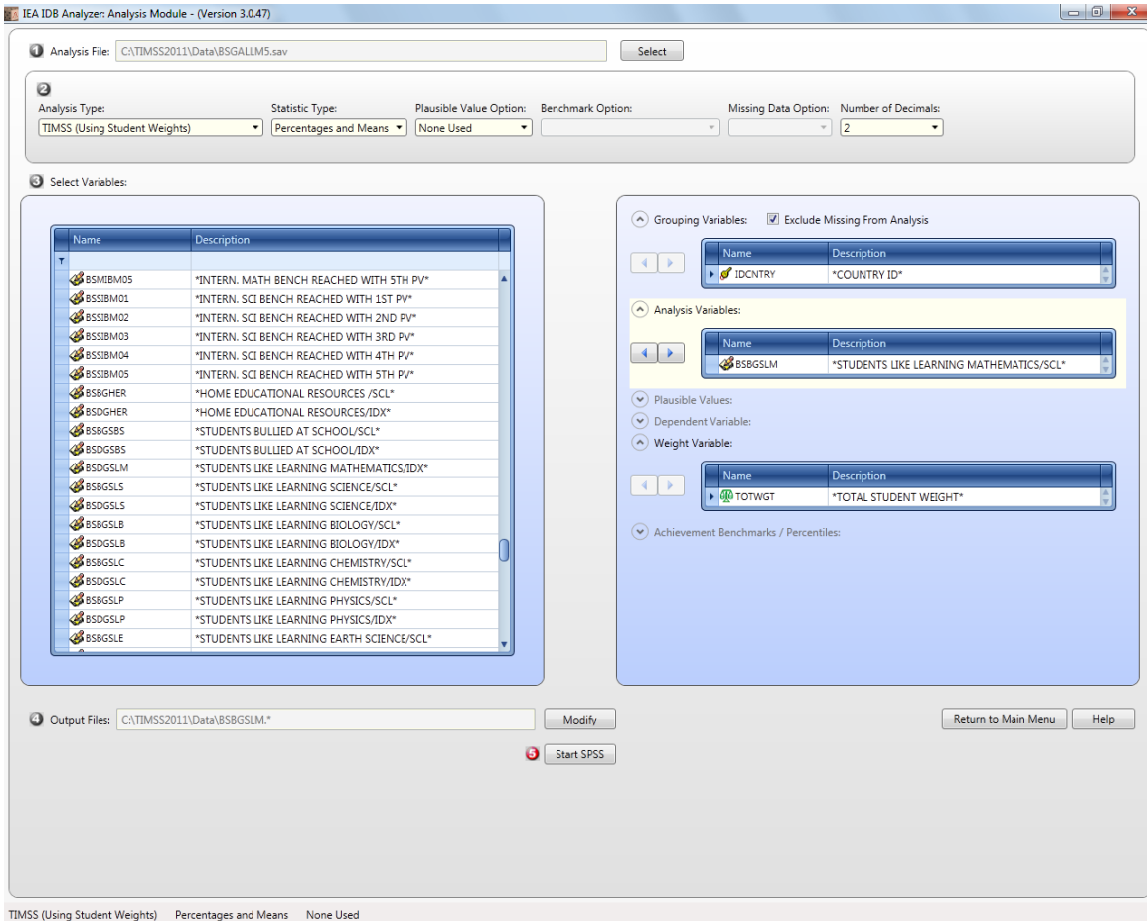 IEA IDB Analyzer: Analysis Module - (Version 3.0.47)
1 Analysis File: C:\TIMSS2011\Data\BSGALLM5.sav Select
2
Analysis Type: Statistic Type: Plausible Value Option: Benchmark Option: Missing Data Option: Number of Decimals:
TIMSS (Using Student Weights) Percentages and Means None Used 2
3 Select Variables:
Name Description
BSMIBM05 *INTERN. MATH BENCH REACHED WITH 5TH PV*
BSSIBM01 *INTERN. SCI BENCH REACHED WITH 1ST PV*
BSSIBM02 *INTERN. SCI BENCH REACHED WITH 2ND PV*
BSSIBM03 *INTERN. SCI BENCH REACHED WITH 3RD PV*
BSSIBM04 *INTERN. SCI BENCH REACHED WITH 4TH PV*
BSSIBM05 *INTERN. SCI BENCH REACHED WITH 5TH PV*
BSBGHER *HOME EDUCATIONAL RESOURCES /SCL*
BSDGHER *HOME EDUCATIONAL RESOURCES/IDX*
BSBGSBS *STUDENTS BULLIED AT SCHOOL/SCL*
BSDGSBS *STUDENTS BULLIED AT SCHOOL/IDX*
BSDGSLM *STUDENTS LIKE LEARNING MATHEMATICS/IDX*
BSBGSLS *STUDENTS LIKE LEARNING SCIENCE/SCL*
BSDGSLS *STUDENTS LIKE LEARNING SCIENCE/IDX*
BSBGSLB *STUDENTS LIKE LEARNING BIOLOGY/SCL*
BSDGSLB *STUDENTS LIKE LEARNING BIOLOGY/IDX*
BSBGSLC *STUDENTS LIKE LEARNING CHEMISTRY/SCL*
BSDGSLC *STUDENTS LIKE LEARNING CHEMISTRY/IDX*
BSBGSLP *STUDENTS LIKE LEARNING PHYSICS/SCL*
BSDGSLP *STUDENTS LIKE LEARNING PHYSICS/IDX*
BSBGSLE *STUDENTS LIKE LEARNING EARTH SCIENCE/SCL*
Grouping Variables: Exclude Missing From Analysis
Name Description
IDCNTRY *COUNTRY ID*
Analysis Variables:
Name Description
BSBGSLM *STUDENTS LIKE LEARNING MATHEMATICS/SCL*
Plausible Values:
Dependent Variable:
Weight Variable:
Name Description
TOTWGT *TOTAL STUDENT WEIGHT*
Achievement Benchmarks / Percentiles:
4 Output Files: C:\TIMSS2011\Data\BSBGSLM.* Modify Return to Main Menu Help
5 Start SPSS
TIMSS (Using Student Weights) Percentages and Means None Used